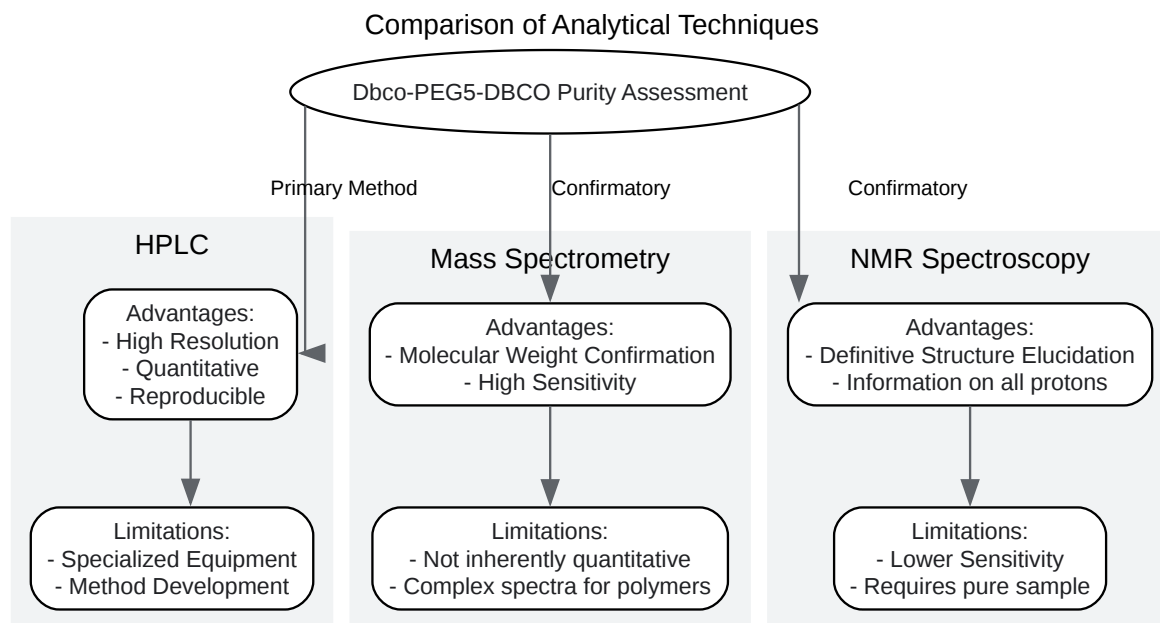 Comparison of Analytical Techniques
Dbco-PEG5-DBCO Purity Assessment
Primary Method
Confirmatory
Confirmatory
HPLC
Advantages:
- High Resolution
- Quantitative
- Reproducible
Limitations:
- Specialized Equipment
- Method Development
Mass Spectrometry
Advantages:
- Molecular Weight Confirmation
- High Sensitivity
Limitations:
- Not inherently quantitative
- Complex spectra for polymers
NMR Spectroscopy
Advantages:
- Definitive Structure Elucidation
- Information on all protons
Limitations:
- Lower Sensitivity
- Requires pure sample